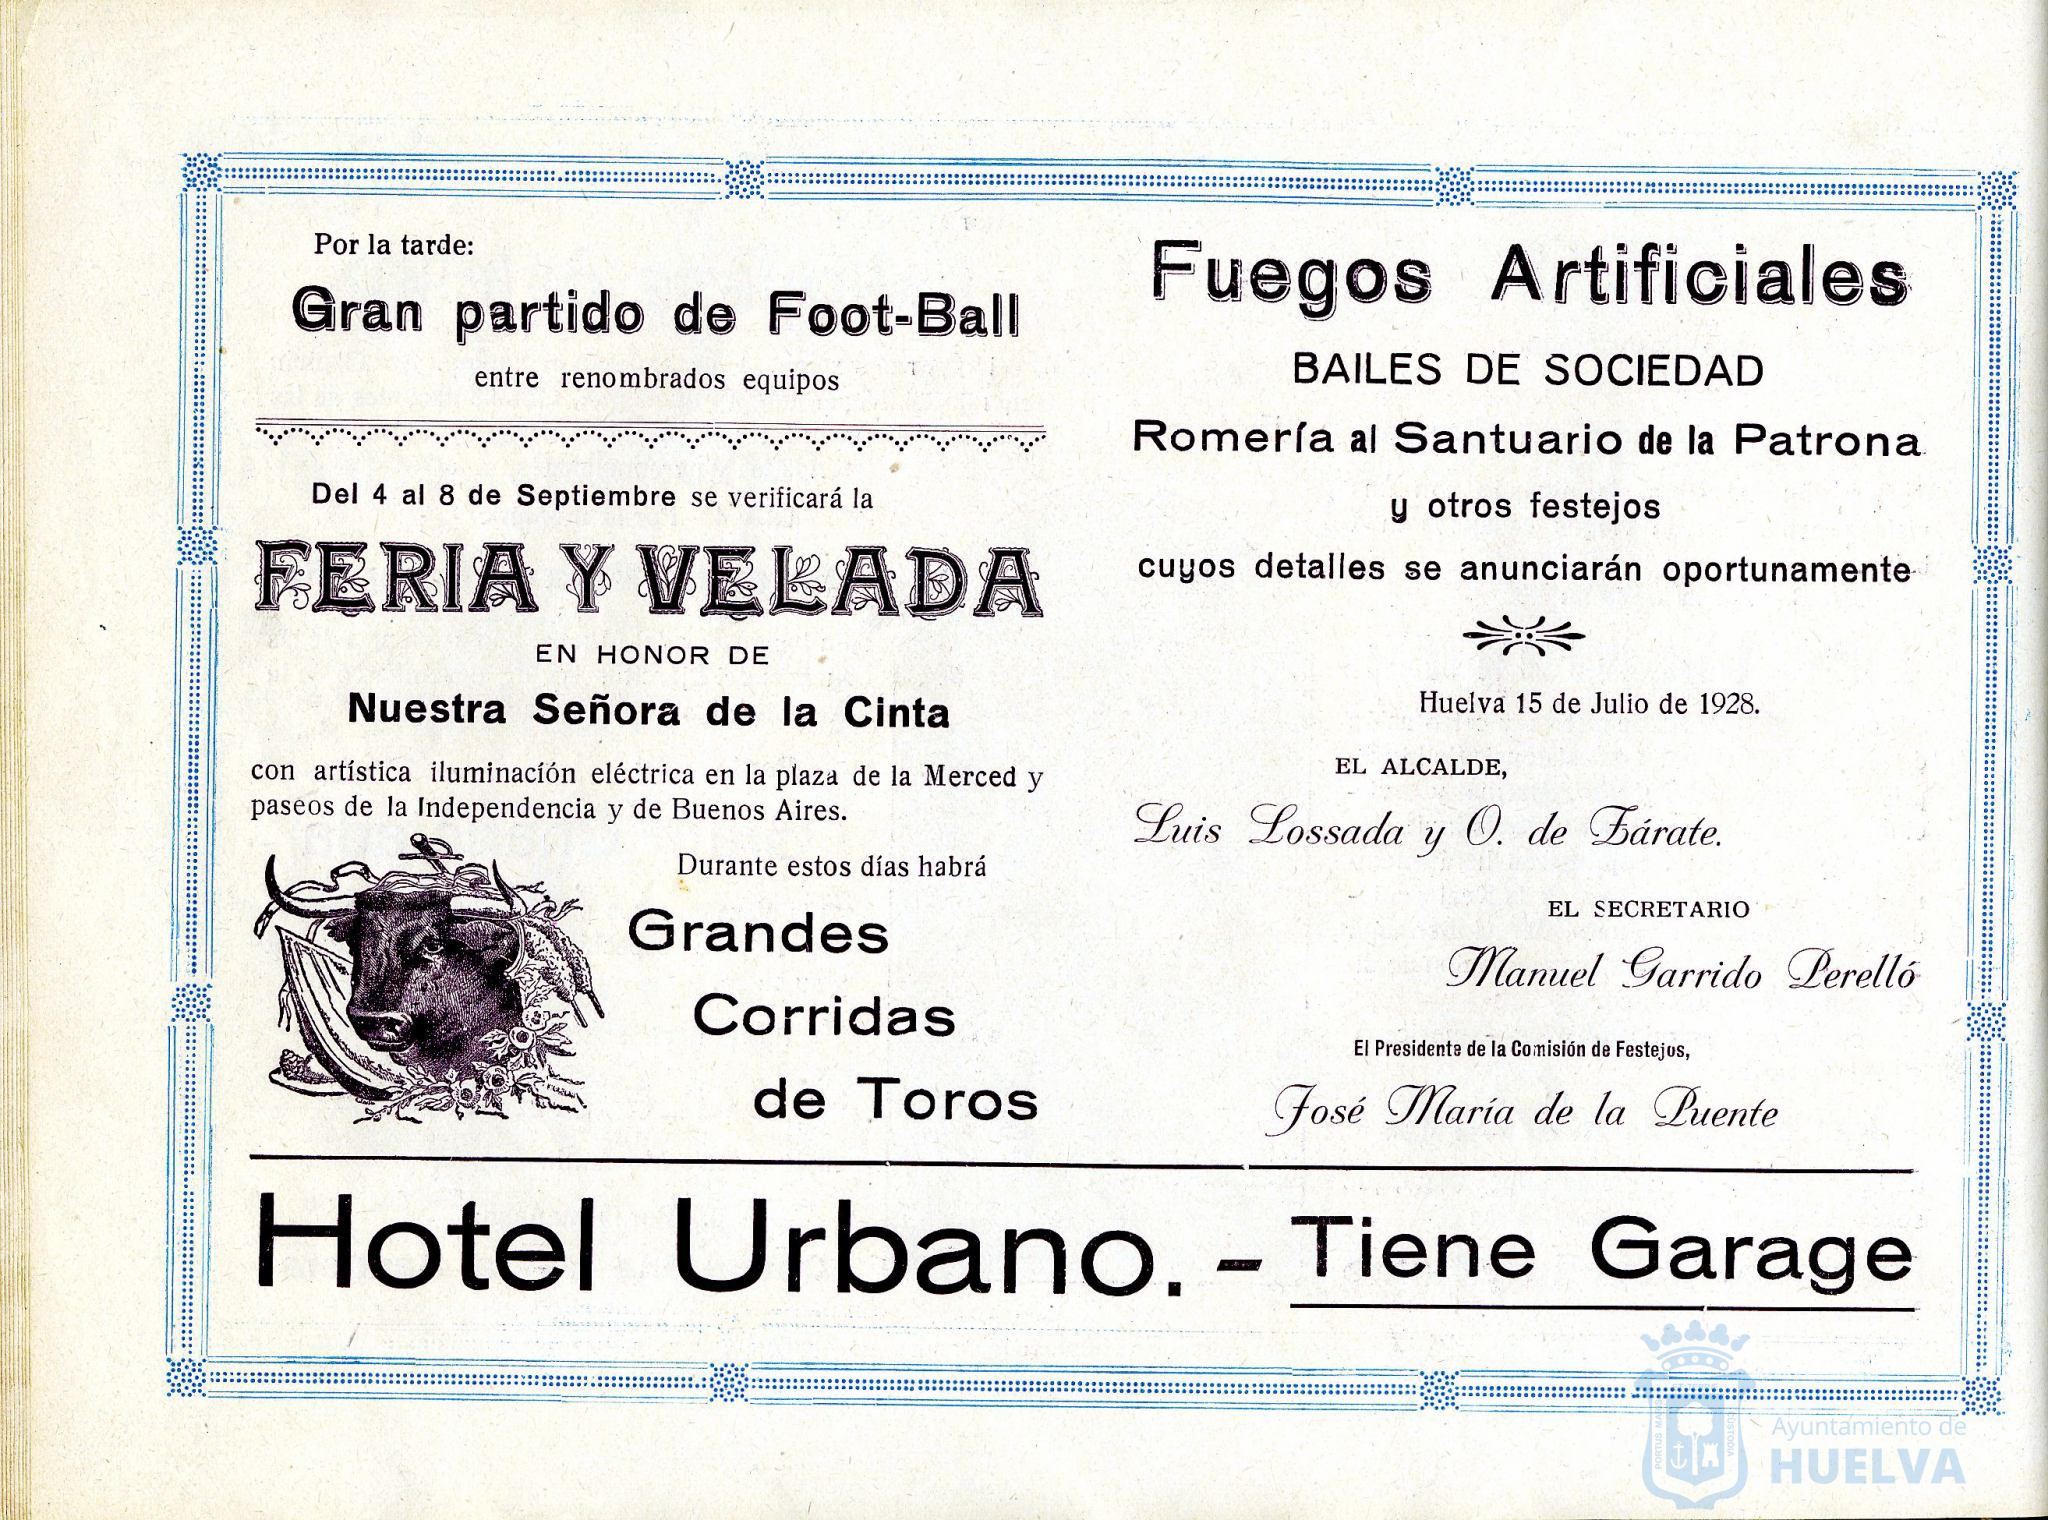 Por la tarde:
Gran partido de Foot-Ball
entre renombrados equipos
Del 4 al 8 de Septiembre se verificará la
FERIA Y VELADA
EN HONOR DE
Nuestra Señora de la Cinta
con artística iluminación eléctrica en la plaza de la Merced y
paseos de la Independencia y de Buenos Aires.
Durante estos días habrá
Grandes
Corridas
de Toros
Fuegos Artificiales
BAILES DE SOCIEDAD
Romería al Santuario de la Patrona
y otros festejos
cuyos detalles se anunciarán oportunamente
Huelva 15 de Julio de 1928.
EL ALCALDE,
Luis Lossada y O. de Zárate.
EL SECRETARIO
Manuel Garrido Perelló
El Presidente de la Comisión de Festejos,
José María de la Puente
Hotel Urbano. - Tiene Garage
PORTUS MARIS
CUSTODIA
Ayuntamiento de
HUELVA